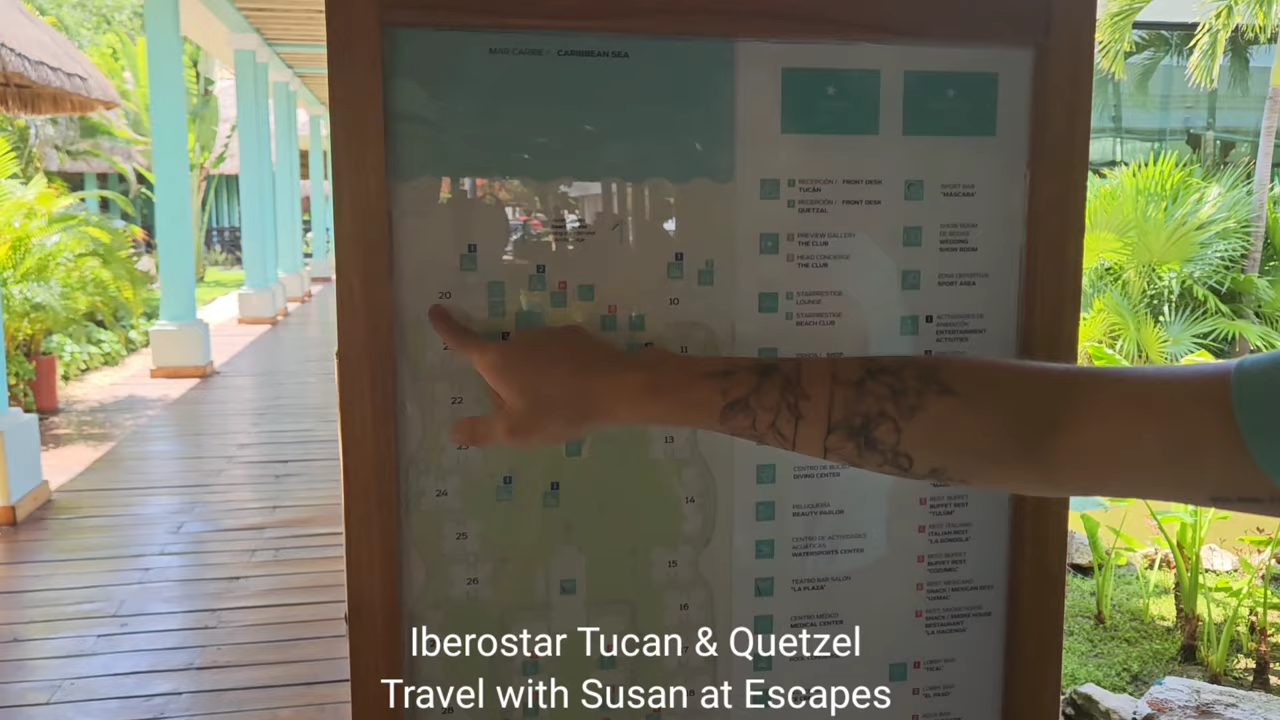 MAR CARIBE / CARIBBEAN SEA
RECEPCIÓN / FRONT DESK
TUCÁN
RECEPCIÓN / FRONT DESK
QUETZAL
PREVIEW GALLERY
THE CLUB
HEAD CONCIERGE
THE CLUB
STARPRESTIGE
LOUNGE
STARPRESTIGE
BEACH CLUB
SPORT BAR
"MÁSCARA"
SHOW ROOM
DE BODAS
WEDDING
SHOW ROOM
ZONA DEPORTIVA
SPORT AREA
ACTIVIDADES DE
ANIMACIÓN
ENTERTAINMENT
ACTIVITIES
20
10
11
22
13
24
14
25
15
26
16
CENTRO DE
DIVING CENTER
PELUQUERÍA
BEAUTY PARLOR
CENTRO DE ACTIVIDADES
ACUÁTICAS
WATERSPORTS CENTER
TEATRO BAR SALON
"LA PLAZA"
CENTRO MÉDICO
MEDICAL CENTER
REST. BUFFET
BUFFET REST.
"TULÚM"
REST. ITALIANO
ITALIAN REST.
"LA GONDOLA"
REST. BUFFET
BUFFET REST.
"COZUMEL"
REST. MEXICANO
SNACK / MEXICAN REST.
"UXMAL"
REST. SMOKEHOUSE
SNACK / SMOKE HOUSE
RESTAURANT
"LA HACIENDA"
LOBBY BAR
"TIKAL"
LOBBY BAR
"EL PASO"
Iberostar Tucan & Quetzel
Travel with Susan at Escapes